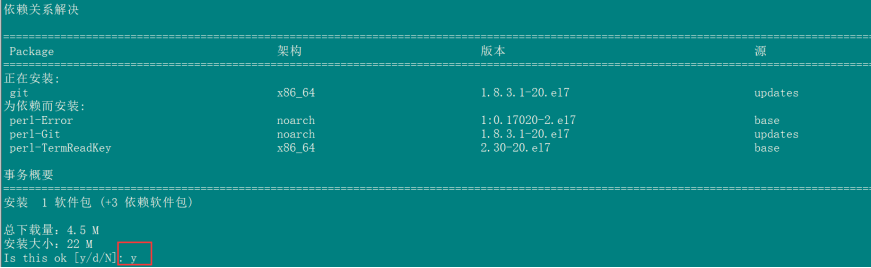 依赖关系解决
================================================================================
Package 架构 版本 源
================================================================================
正在安装:
git x86_64 1.8.3.1-20.el7 updates
为依赖而安装:
perl-Error noarch 1:0.17020-2.el7 base
perl-Git noarch 1.8.3.1-20.el7 updates
perl-TermReadKey x86_64 2.30-20.el7 base
事务概要
================================================================================
安装 1 软件包 (+3 依赖软件包)
总下载量：4.5 M
安装大小：22 M
Is this ok [y/d/N]: y